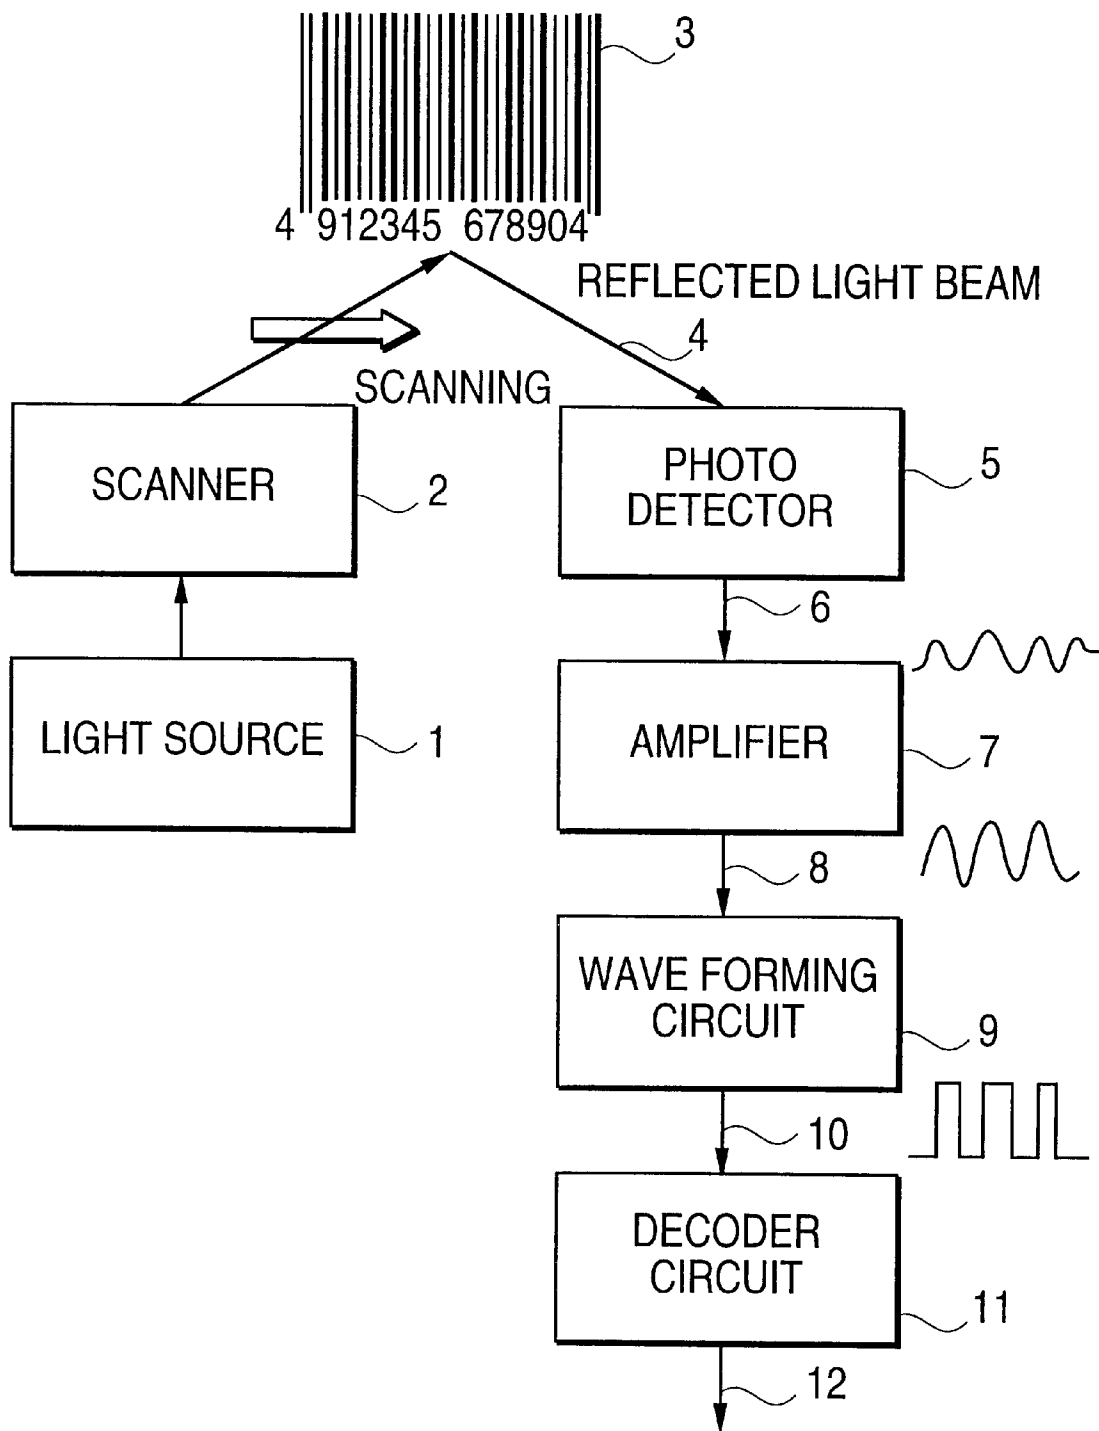 3
4 912345 678904
REFLECTED LIGHT BEAM
4
SCANNING
SCANNER
2
PHOTO
DETECTOR
5
6
LIGHT SOURCE
1
AMPLIFIER
7
8
WAVE FORMING
CIRCUIT
9
10
DECODER
CIRCUIT
11
12